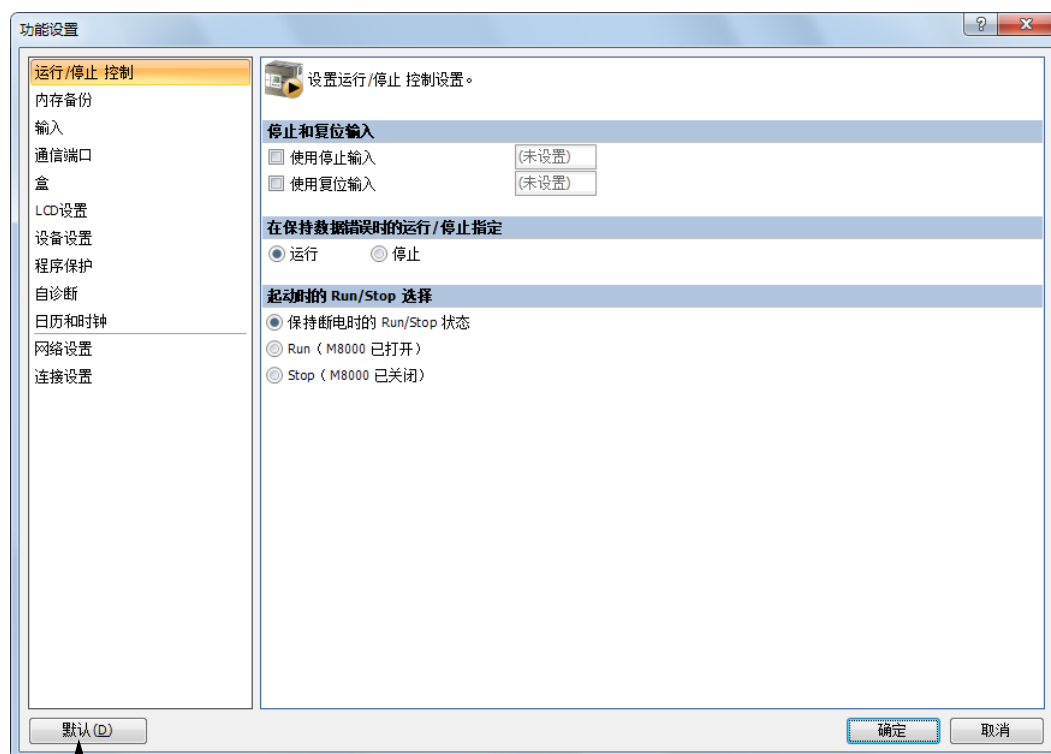 功能设置
?
运行/停止 控制
内存备份
输入
通信端口
盒
LCD设置
设备设置
程序保护
自诊断
日历和时钟
网络设置
连接设置
设置运行/停止 控制设置。
停止和复位输入
使用停止输入 (未设置)
使用复位输入 (未设置)
在保持数据错误时的运行/停止指定
运行 停止
起动时的 Run/Stop 选择
保持断电时的 Run/Stop 状态
Run（ M8000 已打开）
Stop（ M8000 已关闭）
默认(D) 确定 取消